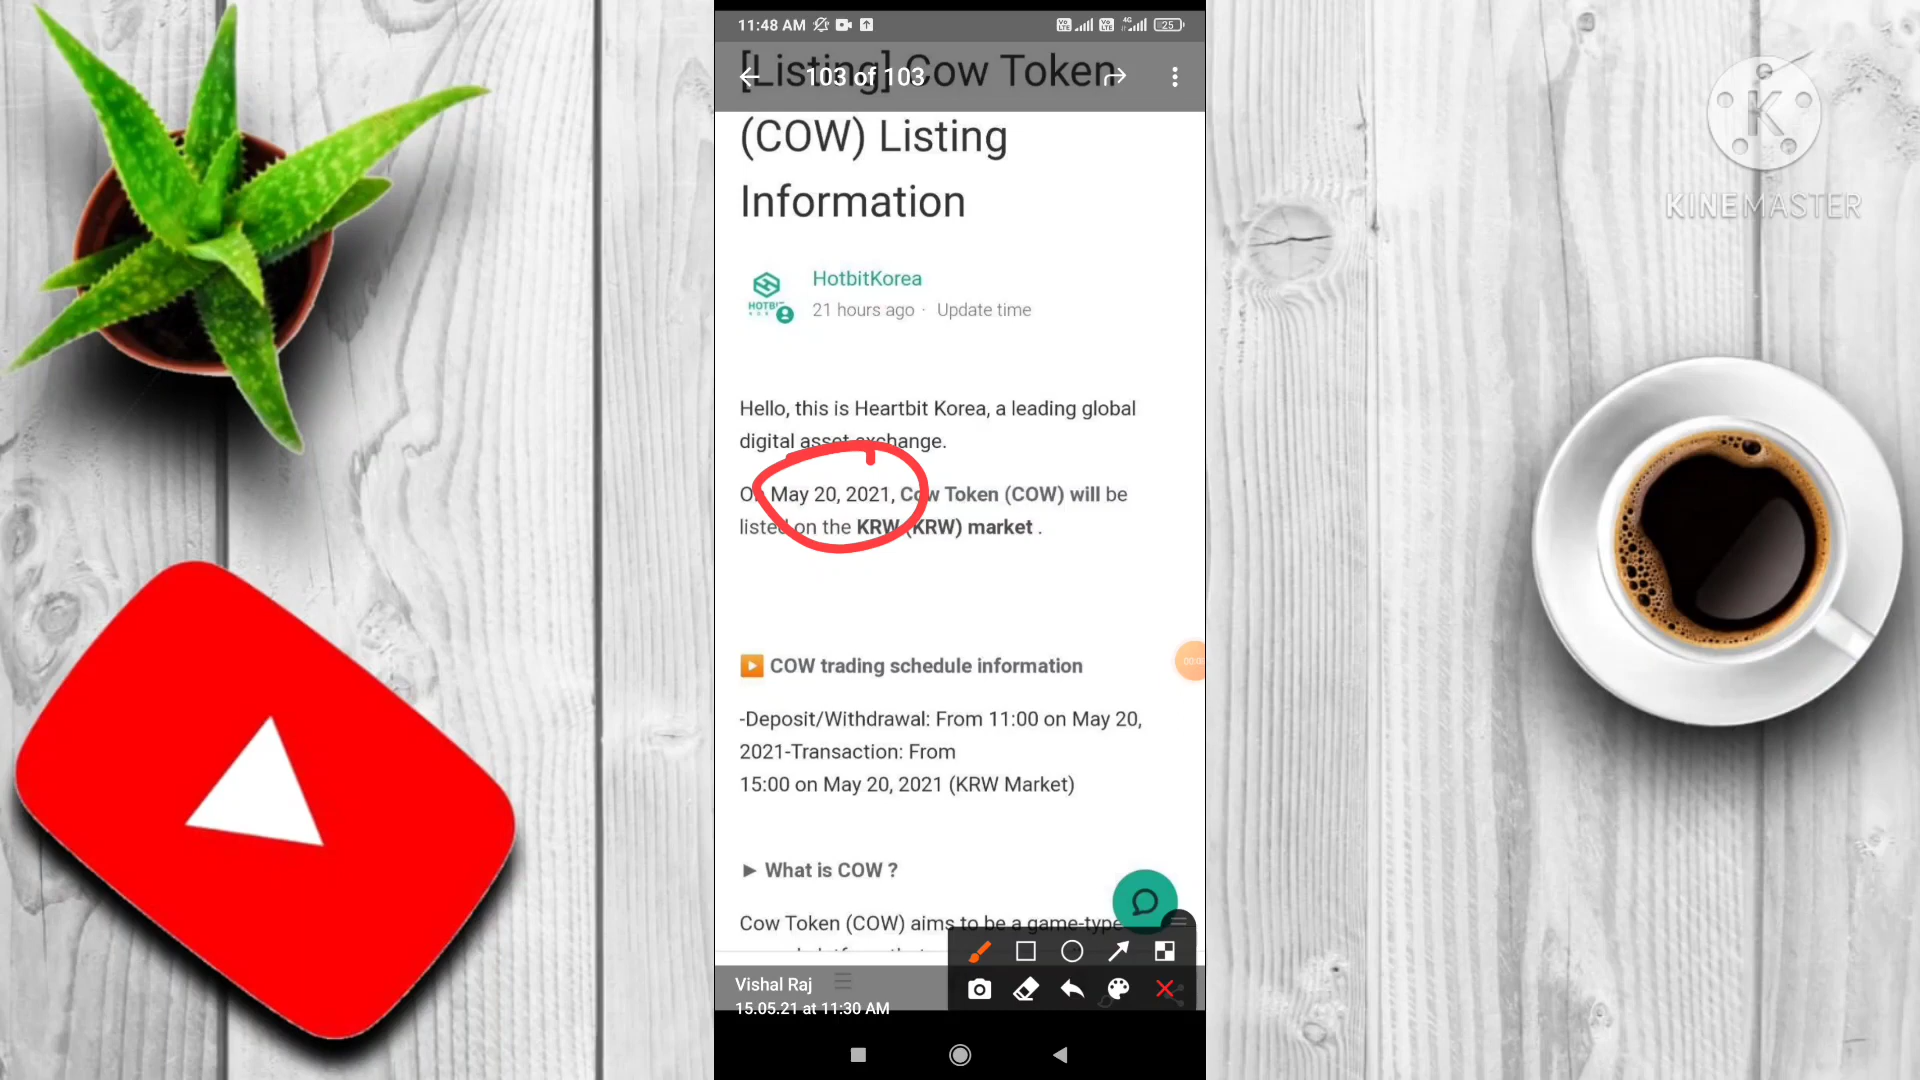 11:48 AM
25
[Listing] Cow Token
103 of 103
(COW) Listing
Information
HotbitKorea
21 hours ago · Update time
Hello, this is Heartbit Korea, a leading global
digital asset exchange.
On May 20, 2021, Cow Token (COW) will be
listed on the KRW (KRW) market .
COW trading schedule information
-Deposit/Withdrawal: From 11:00 on May 20,
2021-Transaction: From
15:00 on May 20, 2021 (KRW Market)
► What is COW ?
Cow Token (COW) aims to be a game-type
Vishal Raj
15.05.21 at 11:30 AM
K
KINEMASTER